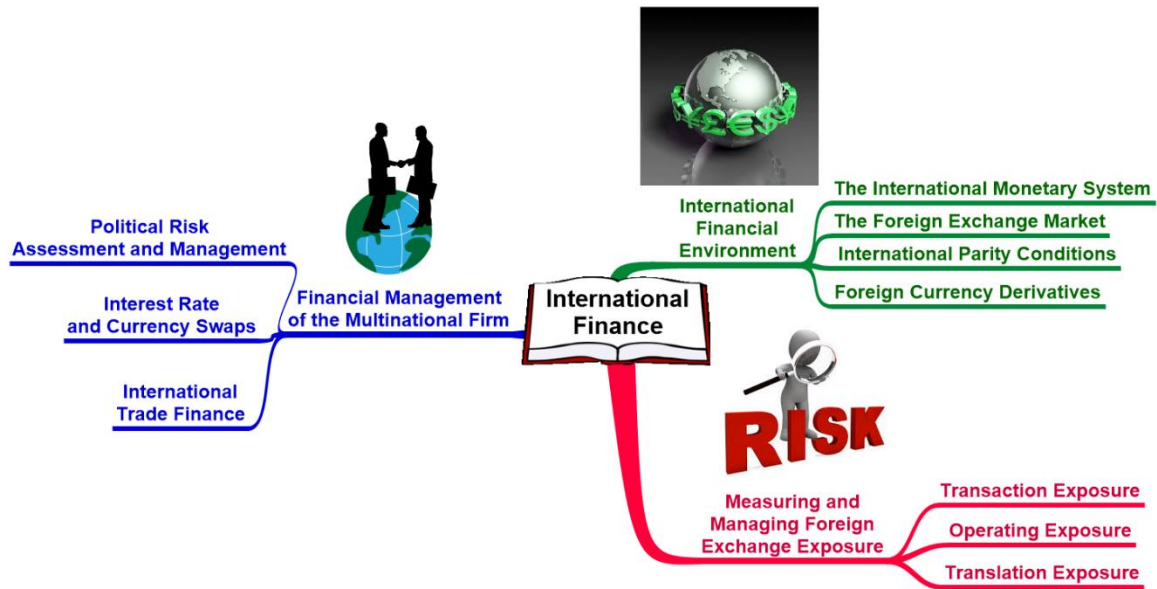 International
Finance
International
Financial
Environment
The International Monetary System
The Foreign Exchange Market
International Parity Conditions
Foreign Currency Derivatives
RISK
Measuring and
Managing Foreign
Exchange Exposure
Transaction Exposure
Operating Exposure
Translation Exposure
Financial Management
of the Multinational Firm
Political Risk
Assessment and Management
Interest Rate
and Currency Swaps
International
Trade Finance
¥£€$